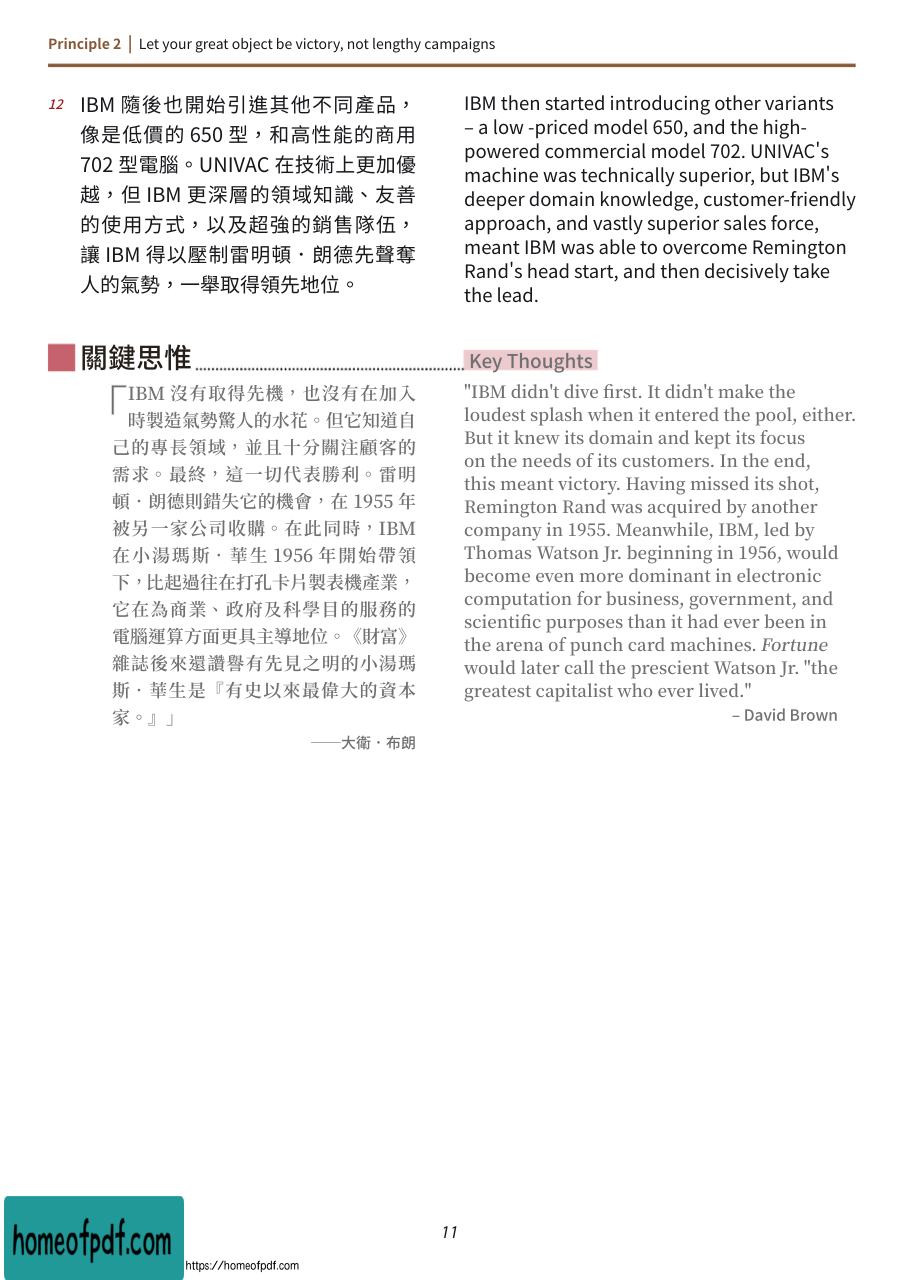 Principle 2 | Let your great object be victory, not lengthy campaigns
12 IBM 隨後也開始引進其他不同產品，
像是低價的 650 型，和高性能的商用
702 型電腦。UNIVAC 在技術上更加優
越，但 IBM 更深層的領域知識、友善
的使用方式，以及超強的銷售隊伍，
讓 IBM 得以壓制雷明頓．朗德先聲奪
人的氣勢，一舉取得領先地位。
IBM then started introducing other variants
– a low -priced model 650, and the high-
powered commercial model 702. UNIVAC's
machine was technically superior, but IBM's
deeper domain knowledge, customer-friendly
approach, and vastly superior sales force,
meant IBM was able to overcome Remington
Rand's head start, and then decisively take
the lead.
關鍵思惟
「IBM 沒有取得先機，也沒有在加入
時製造氣勢驚人的水花。但它知道自
己的專長領域，並且十分關注顧客的
需求。最終，這一切代表勝利。雷明
頓．朗德則錯失它的機會，在 1955 年
被另一家公司收購。在此同時，IBM
在小湯瑪斯．華生 1956 年開始帶領
下，比起過往在打孔卡片製表機產業，
它在為商業、政府及科學目的服務的
電腦運算方面更具主導地位。《財富》
雜誌後來還讚譽有先見之明的小湯瑪
斯．華生是『有史以來最偉大的資本
家。』」
──大衛．布朗
Key Thoughts
"IBM didn't dive first. It didn't make the
loudest splash when it entered the pool, either.
But it knew its domain and kept its focus
on the needs of its customers. In the end,
this meant victory. Having missed its shot,
Remington Rand was acquired by another
company in 1955. Meanwhile, IBM, led by
Thomas Watson Jr. beginning in 1956, would
become even more dominant in electronic
computation for business, government, and
scientific purposes than it had ever been in
the arena of punch card machines. Fortune
would later call the prescient Watson Jr. "the
greatest capitalist who ever lived."
– David Brown
11
homeofpdf.com
https://homeofpdf.com